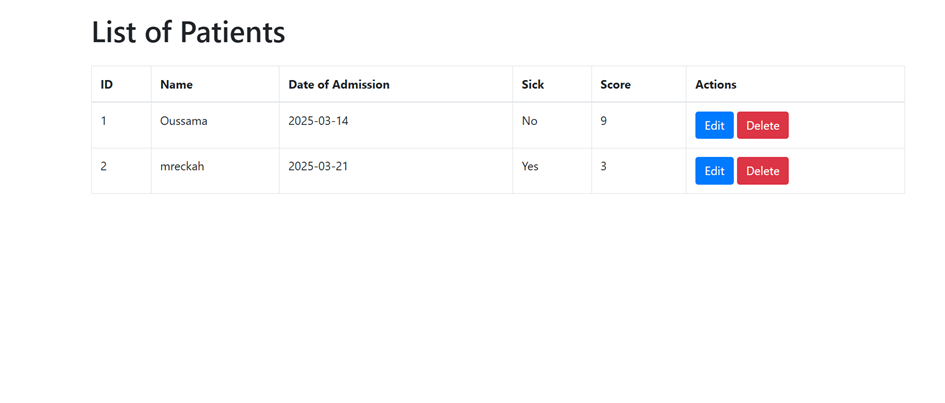 List of Patients
ID Name Date of Admission Sick Score Actions
1 Oussama 2025-03-14 No 9 Edit Delete
2 mreckah 2025-03-21 Yes 3 Edit Delete